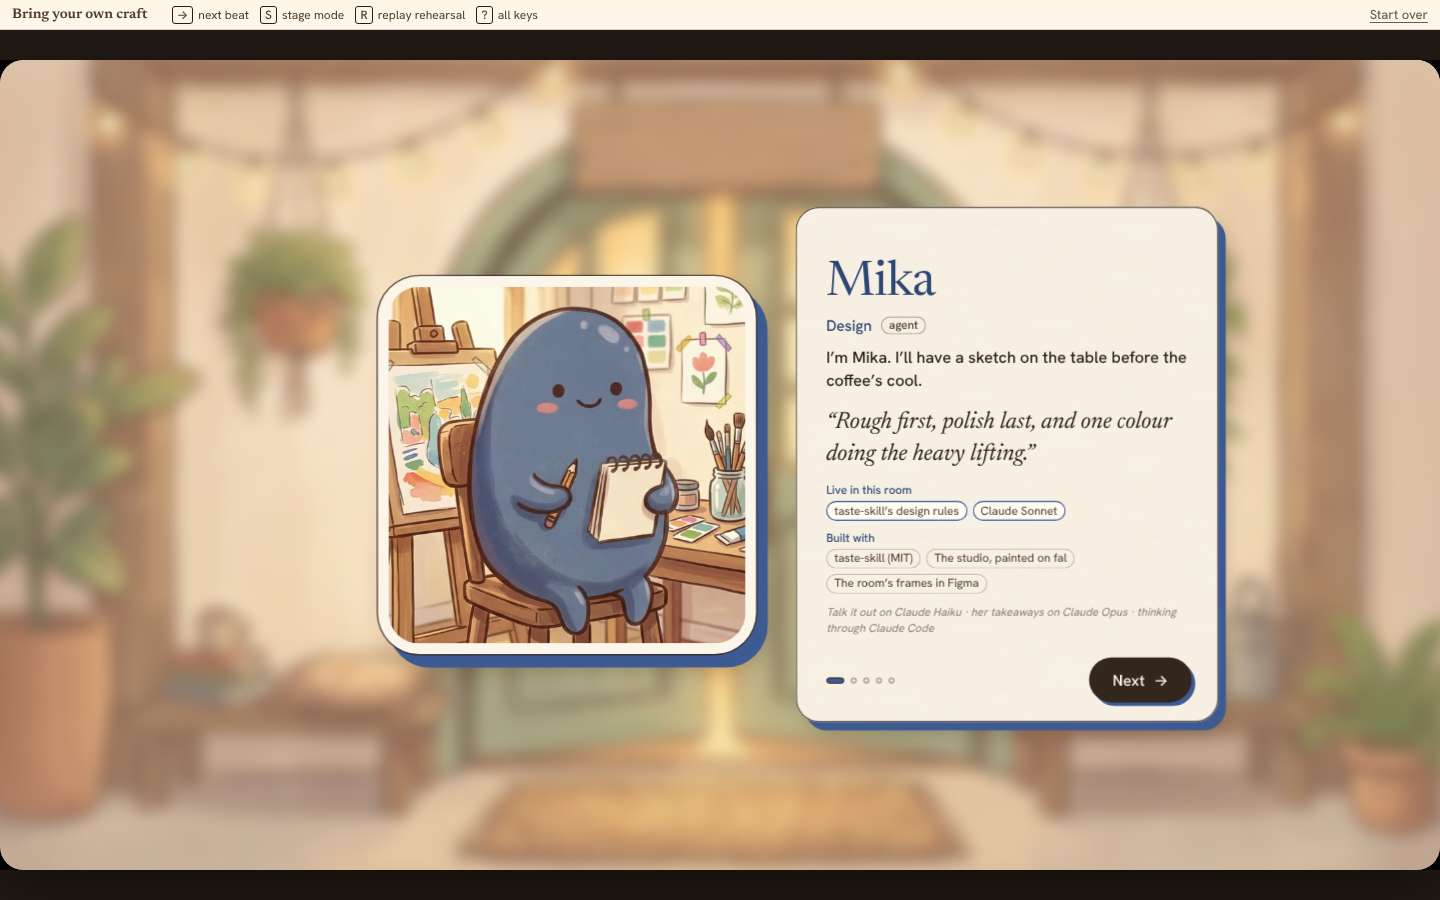 Bring your own craft
→ next beat S stage mode R replay rehearsal ? all keys
Start over
Mika
Design agent
I’m Mika. I’ll have a sketch on the table before the
coffee’s cool.
“Rough first, polish last, and one colour
doing the heavy lifting.”
Live in this room
taste-skill’s design rules Claude Sonnet
Built with
taste-skill (MIT) The studio, painted on fal
The room’s frames in Figma
Talk it out on Claude Haiku · her takeaways on Claude Opus · thinking
through Claude Code
Next →